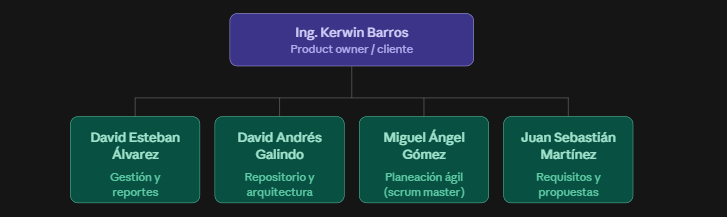 Ing. Kerwin Barros
Product owner / cliente
David Esteban
Álvarez
Gestión y
reportes
David Andrés
Galindo
Repositorio y
arquitectura
Miguel Ángel
Gómez
Planeación ágil
(scrum master)
Juan Sebastián
Martínez
Requisitos y
propuestas